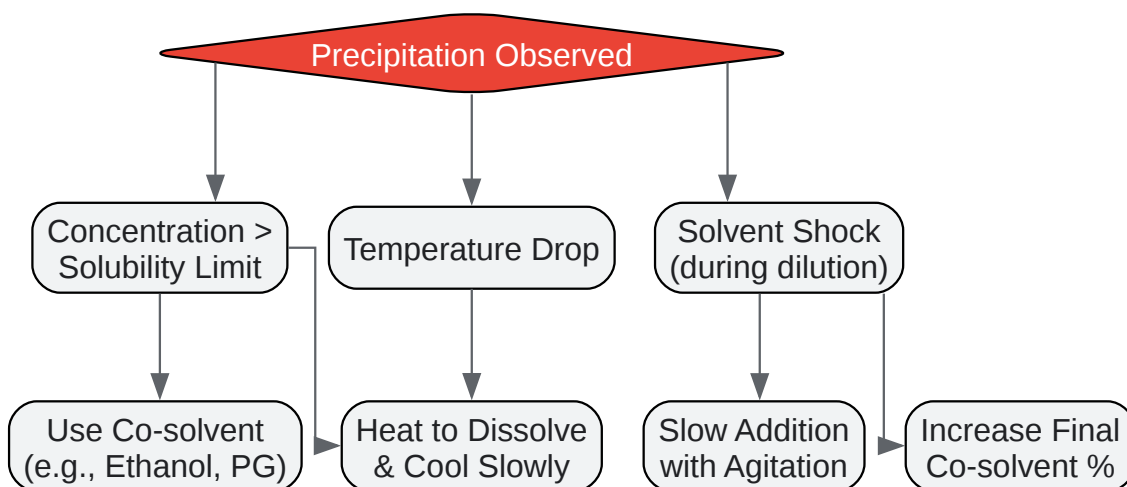 Precipitation Observed
Concentration >
Solubility Limit
Temperature Drop
Solvent Shock
(during dilution)
Use Co-solvent
(e.g., Ethanol, PG)
Heat to Dissolve
& Cool Slowly
Slow Addition
with Agitation
Increase Final
Co-solvent %